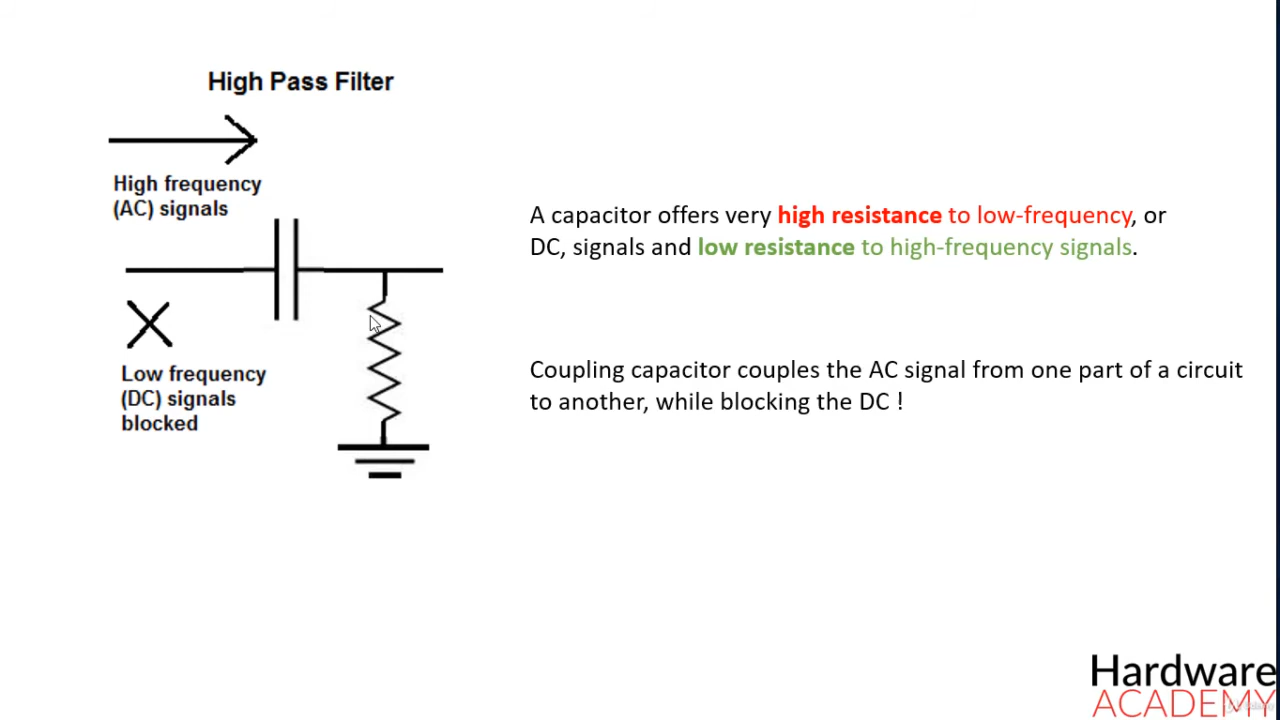 High Pass Filter
High frequency
(AC) signals
Low frequency
(DC) signals
blocked
A capacitor offers very high resistance to low-frequency, or
DC, signals and low resistance to high-frequency signals.
Coupling capacitor couples the AC signal from one part of a circuit
to another, while blocking the DC !
Hardware
ACADEMY